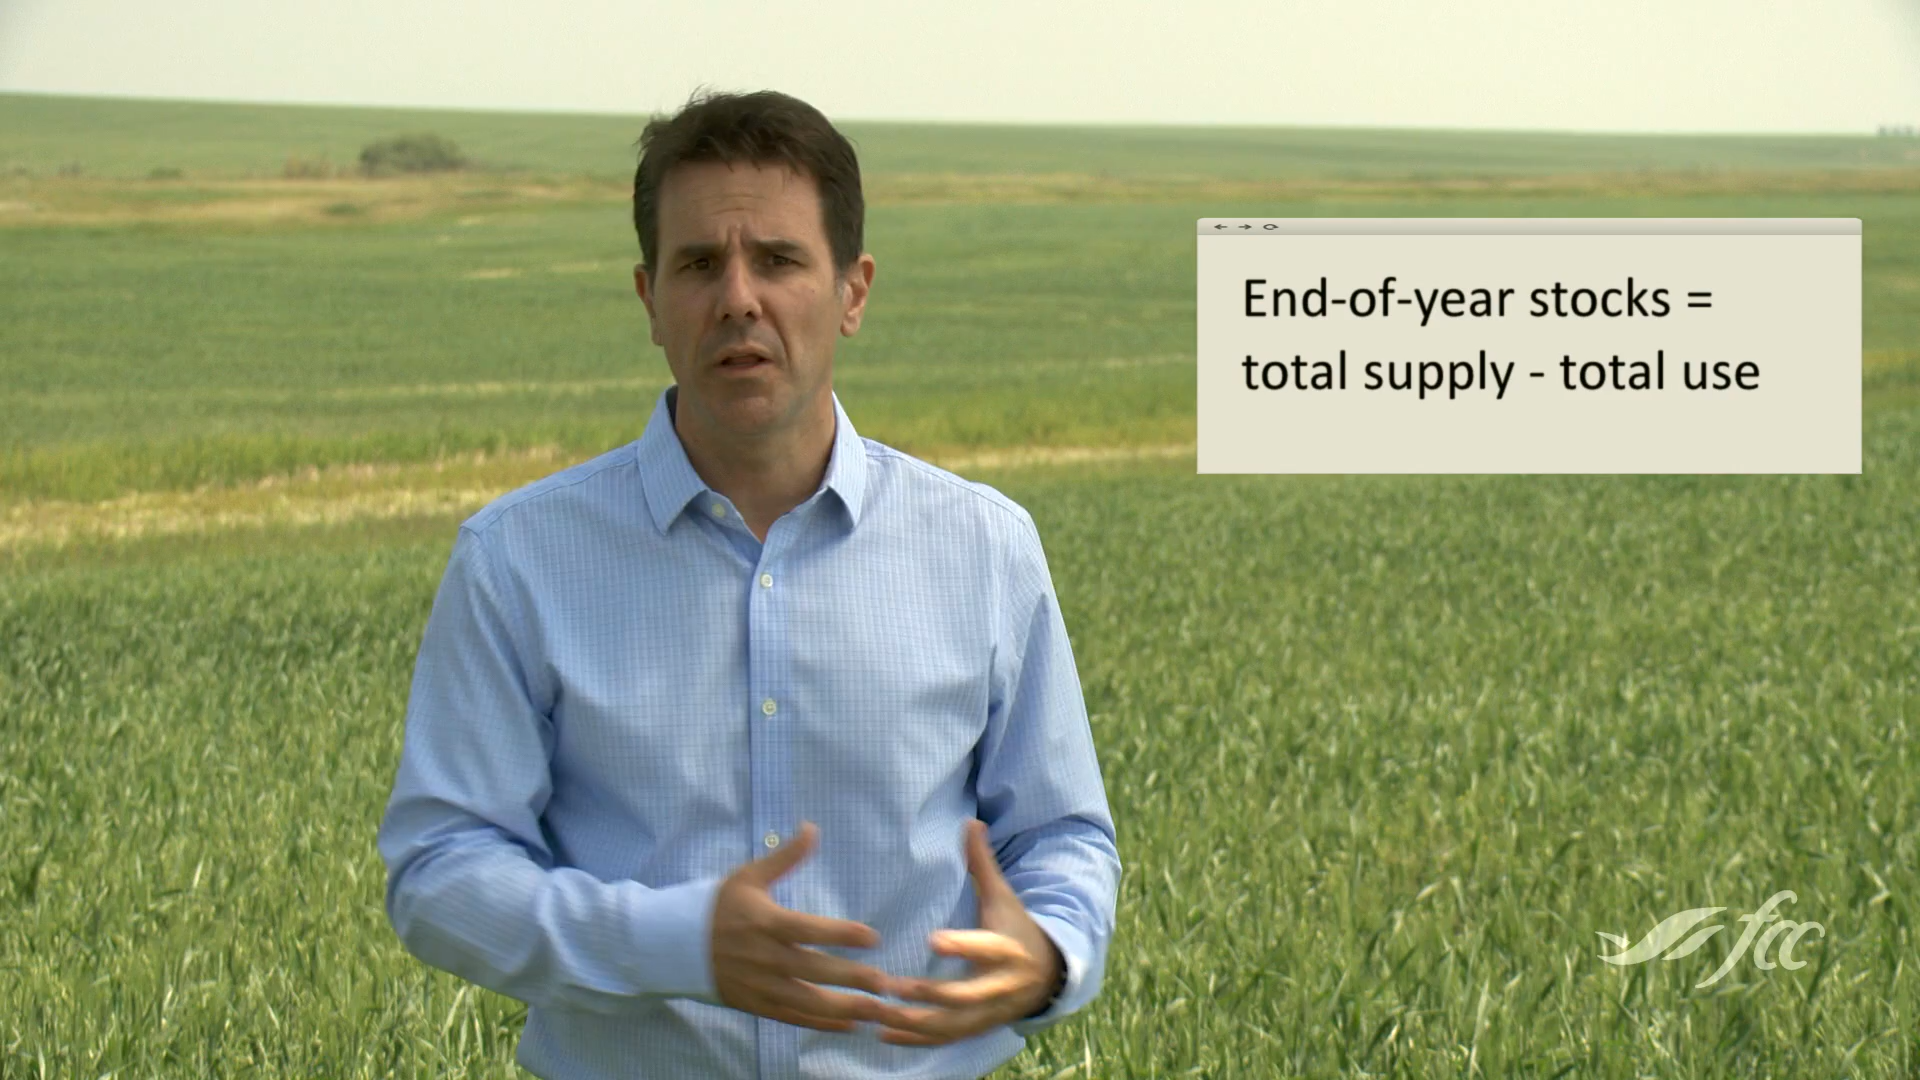 End-of-year stocks =
total supply - total use
fcc